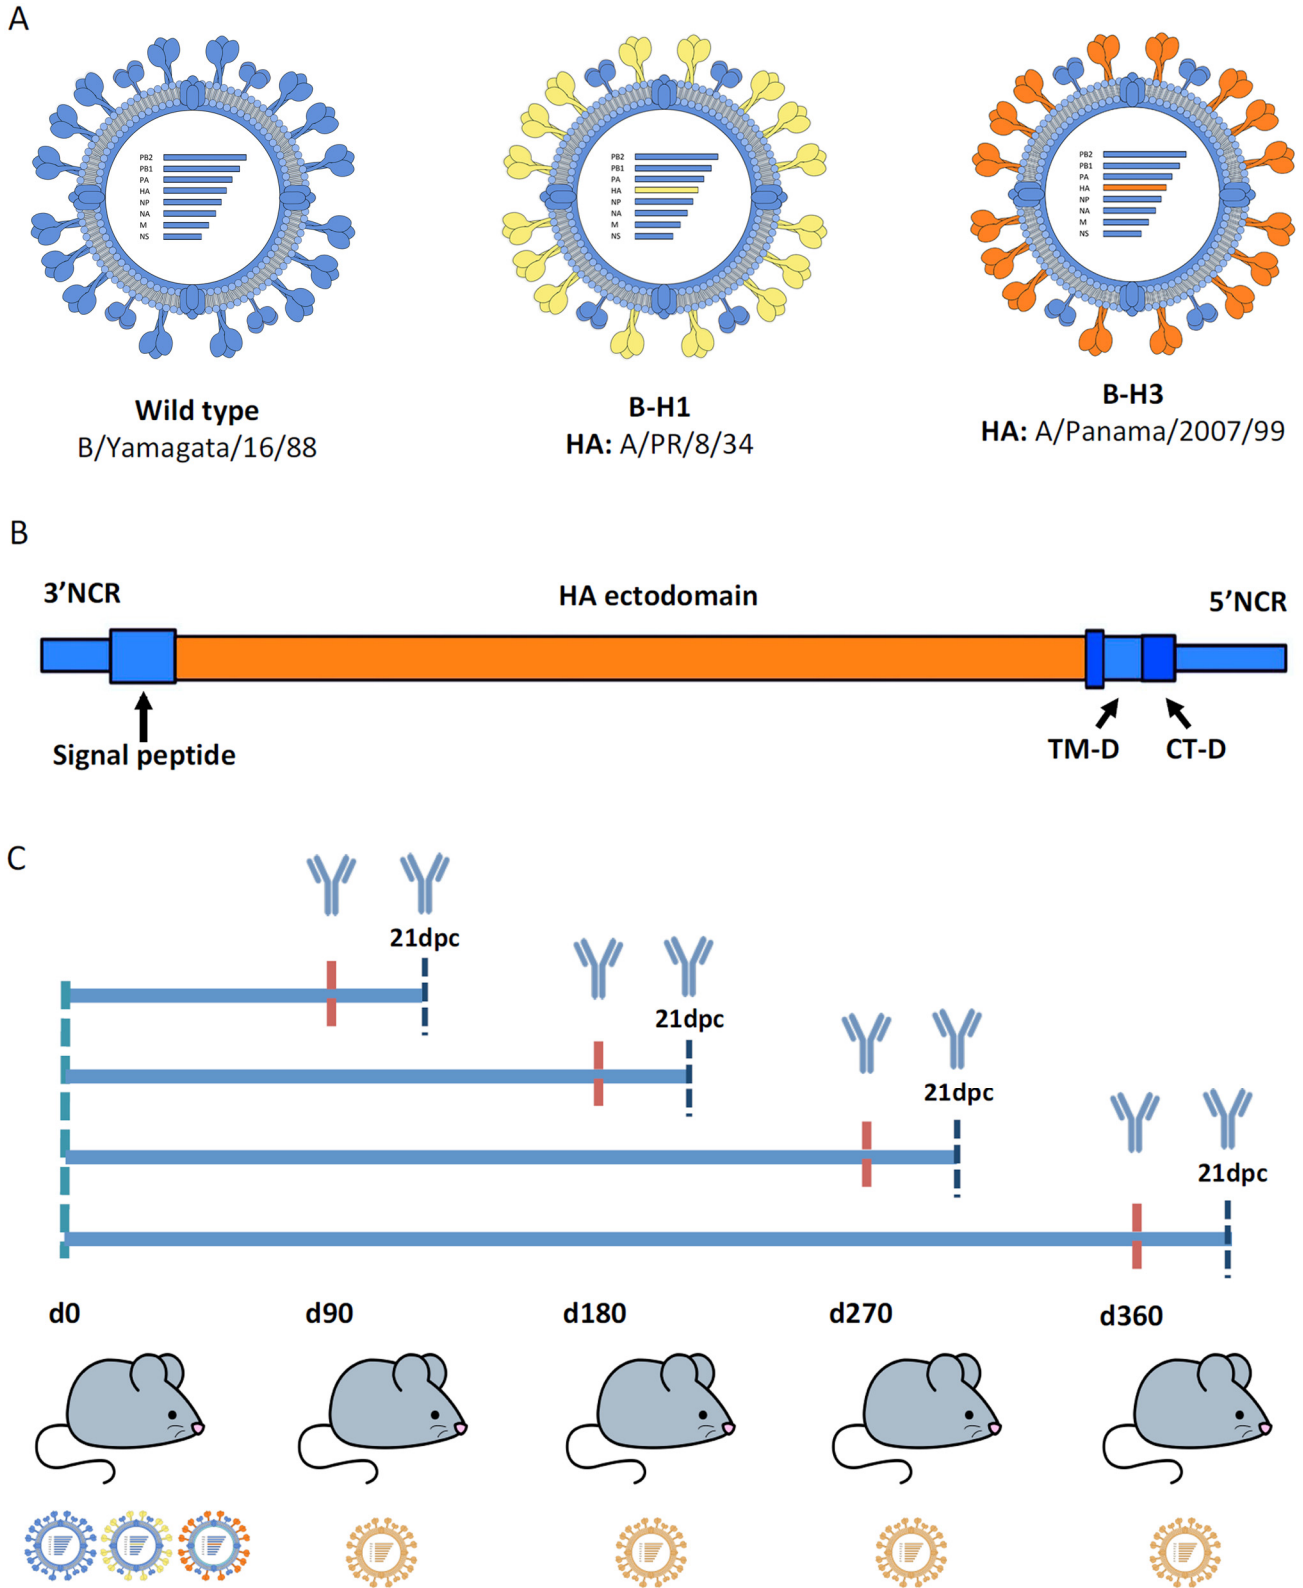 A
PB2
PB1
PA
HA
NP
NA
M
NS
PB2
PB1
PA
HA
NP
NA
M
NS
PB2
PB1
PA
HA
NP
NA
M
NS
Wild type
B/Yamagata/16/88
B-H1
HA: A/PR/8/34
B-H3
HA: A/Panama/2007/99
B
3'NCR
HA ectodomain
5'NCR
Signal peptide
TM-D
CT-D
C
21dpc
21dpc
21dpc
21dpc
d0
d90
d180
d270
d360